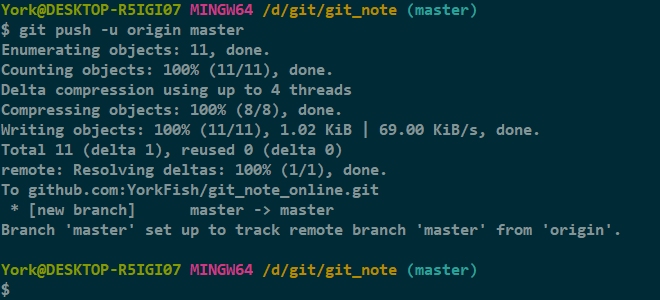 York@DESKTOP-R5IGI07 MINGW64 /d/git/git_note (master)
$ git push -u origin master
Enumerating objects: 11, done.
Counting objects: 100% (11/11), done.
Delta compression using up to 4 threads
Compressing objects: 100% (8/8), done.
Writing objects: 100% (11/11), 1.02 KiB | 69.00 KiB/s, done.
Total 11 (delta 1), reused 0 (delta 0)
remote: Resolving deltas: 100% (1/1), done.
To github.com:YorkFish/git_note_online.git
 * [new branch]      master -> master
Branch 'master' set up to track remote branch 'master' from 'origin'.
York@DESKTOP-R5IGI07 MINGW64 /d/git/git_note (master)
$